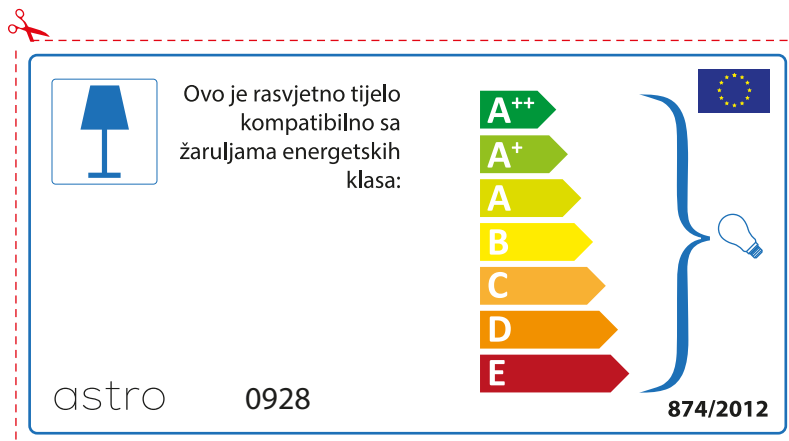 Ovo je rasvjetno tijelo
kompatibilno sa
žaruljama energetskih
klasa:
A++
A+
A
B
C
D
E
astro
0928
874/2012